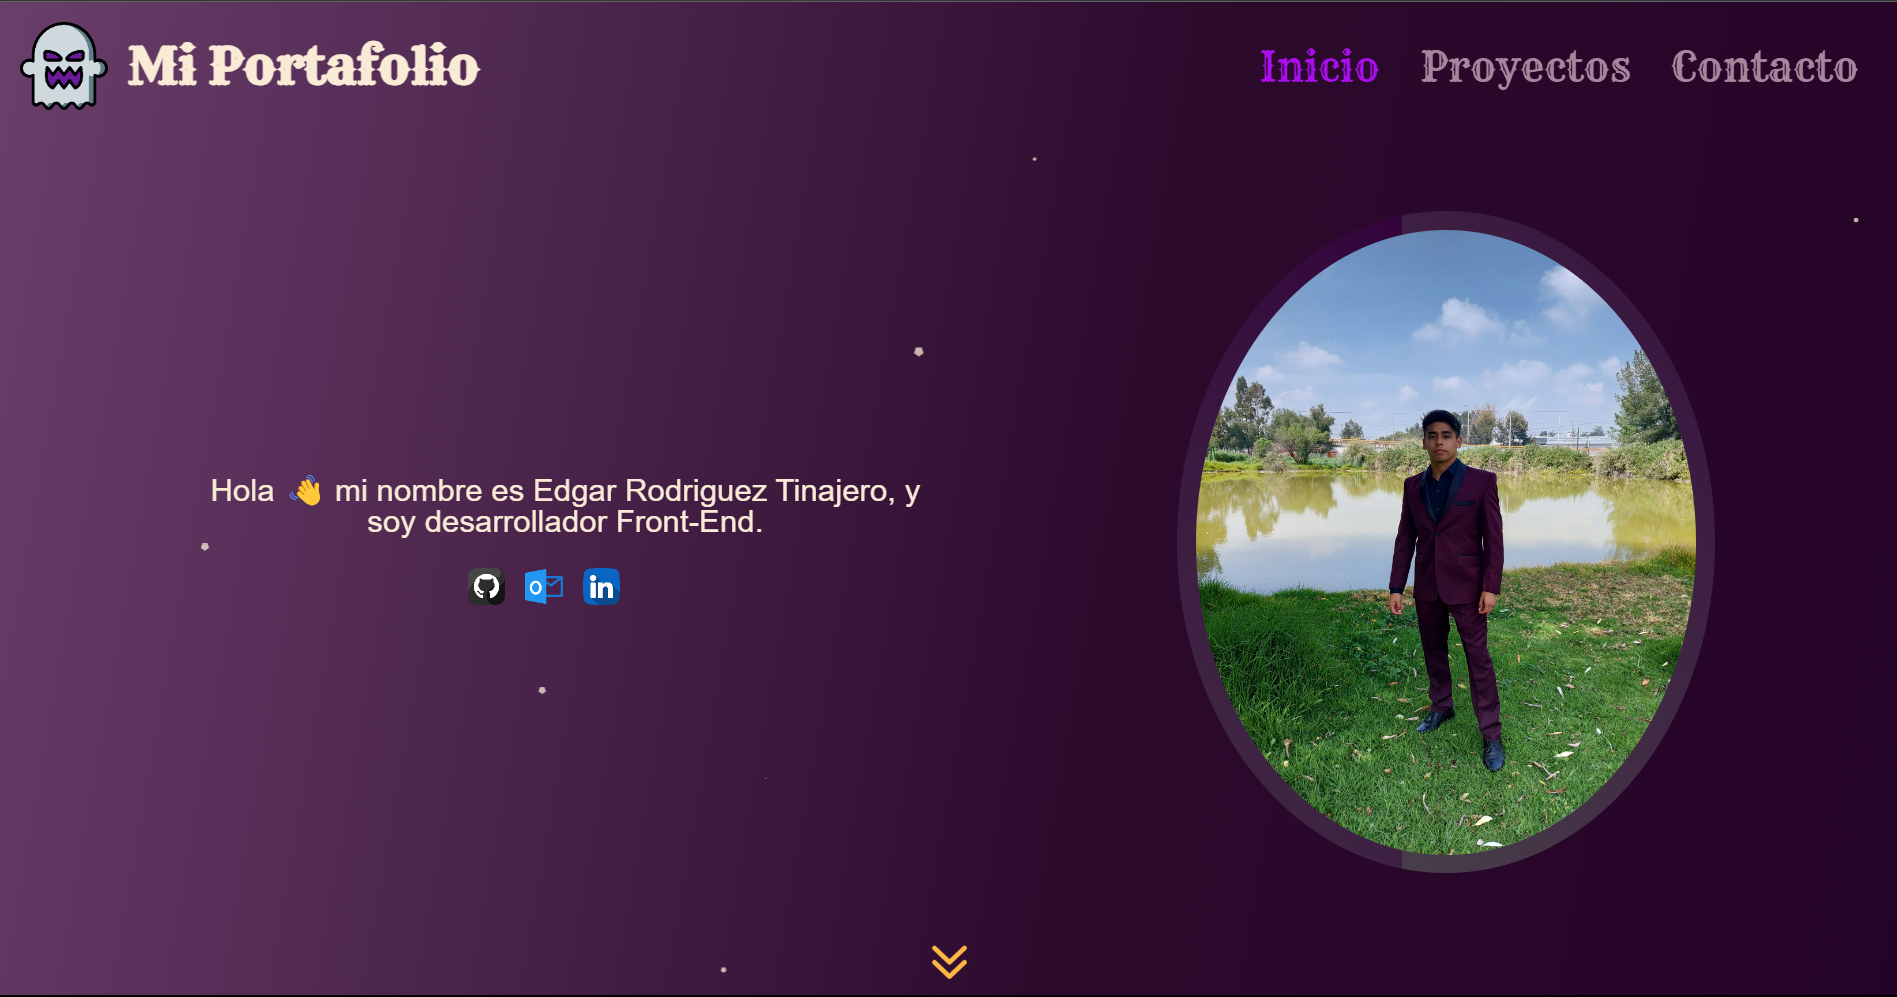 Mi Portafolio
Inicio
Proyectos
Contacto
Hola 👋 mi nombre es Edgar Rodriguez Tinajero, y
soy desarrollador Front-End.